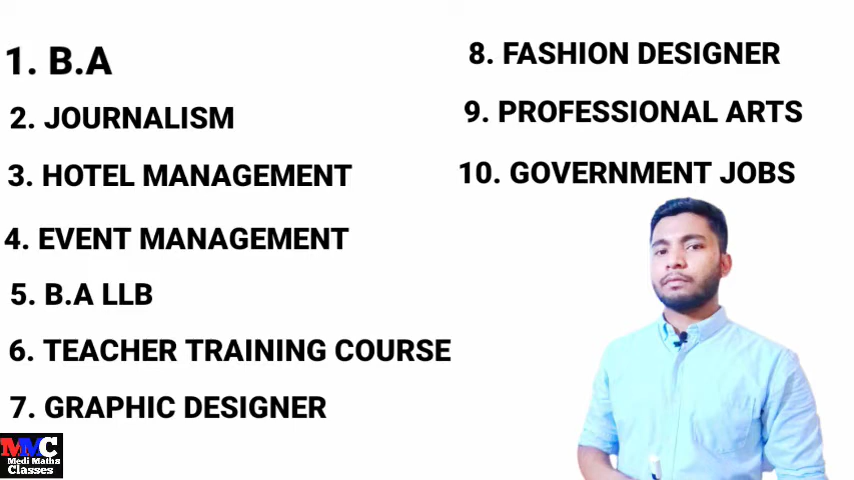 1. B.A
2. JOURNALISM
3. HOTEL MANAGEMENT
4. EVENT MANAGEMENT
5. B.A LLB
6. TEACHER TRAINING COURSE
7. GRAPHIC DESIGNER
8. FASHION DESIGNER
9. PROFESSIONAL ARTS
10. GOVERNMENT JOBS
MMC
Medi Maths
Classes